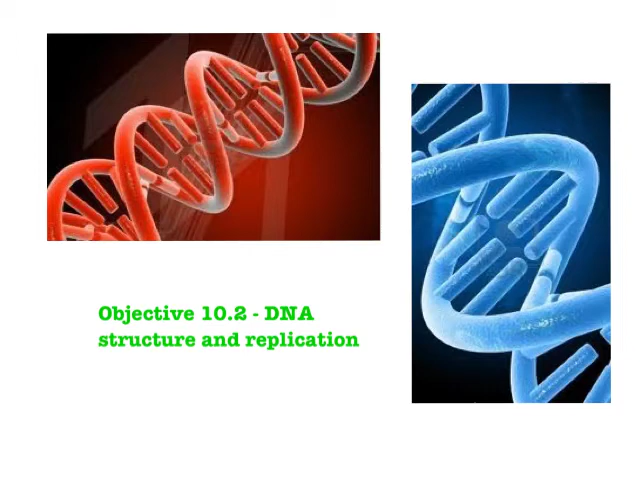 Objective 10.2 - DNA
structure and replication